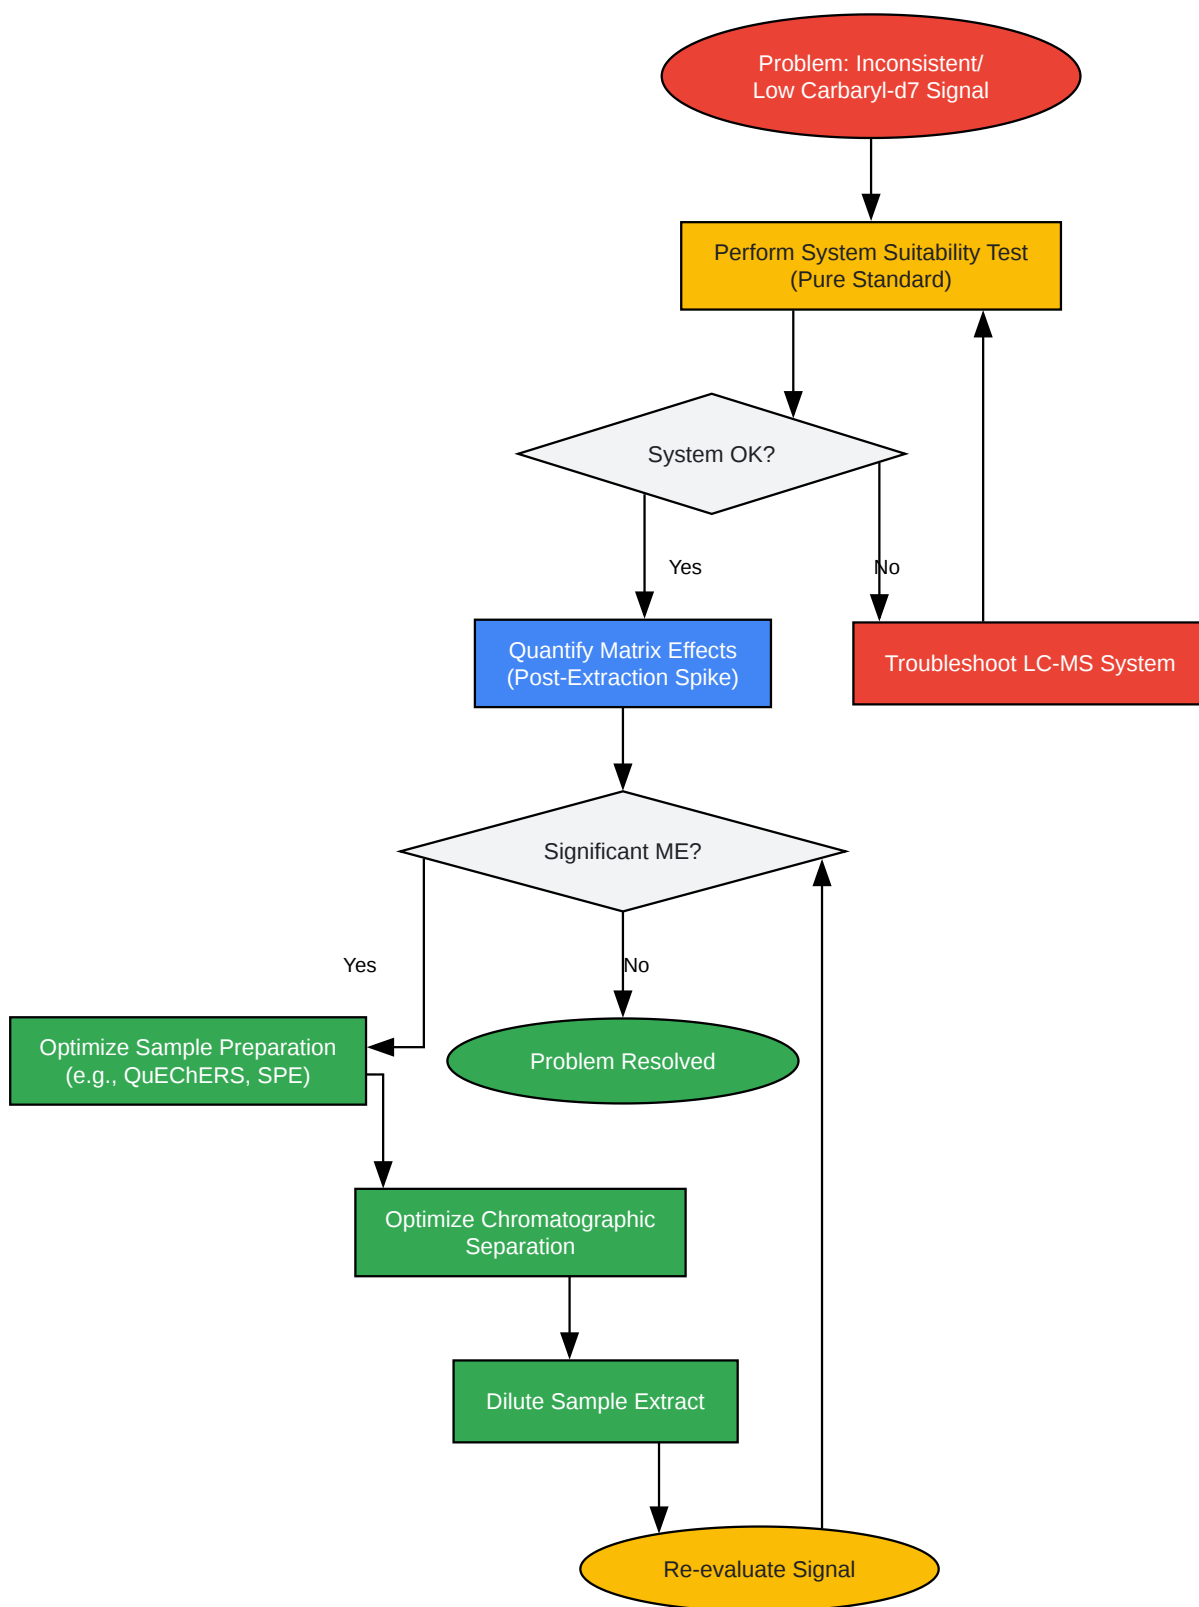 Problem: Inconsistent/
Low Carbaryl-d7 Signal
Perform System Suitability Test
(Pure Standard)
System OK?
Yes
No
Quantify Matrix Effects
(Post-Extraction Spike)
Troubleshoot LC-MS System
Significant ME?
Yes
No
Optimize Sample Preparation
(e.g., QuEChERS, SPE)
Problem Resolved
Optimize Chromatographic
Separation
Dilute Sample Extract
Re-evaluate Signal